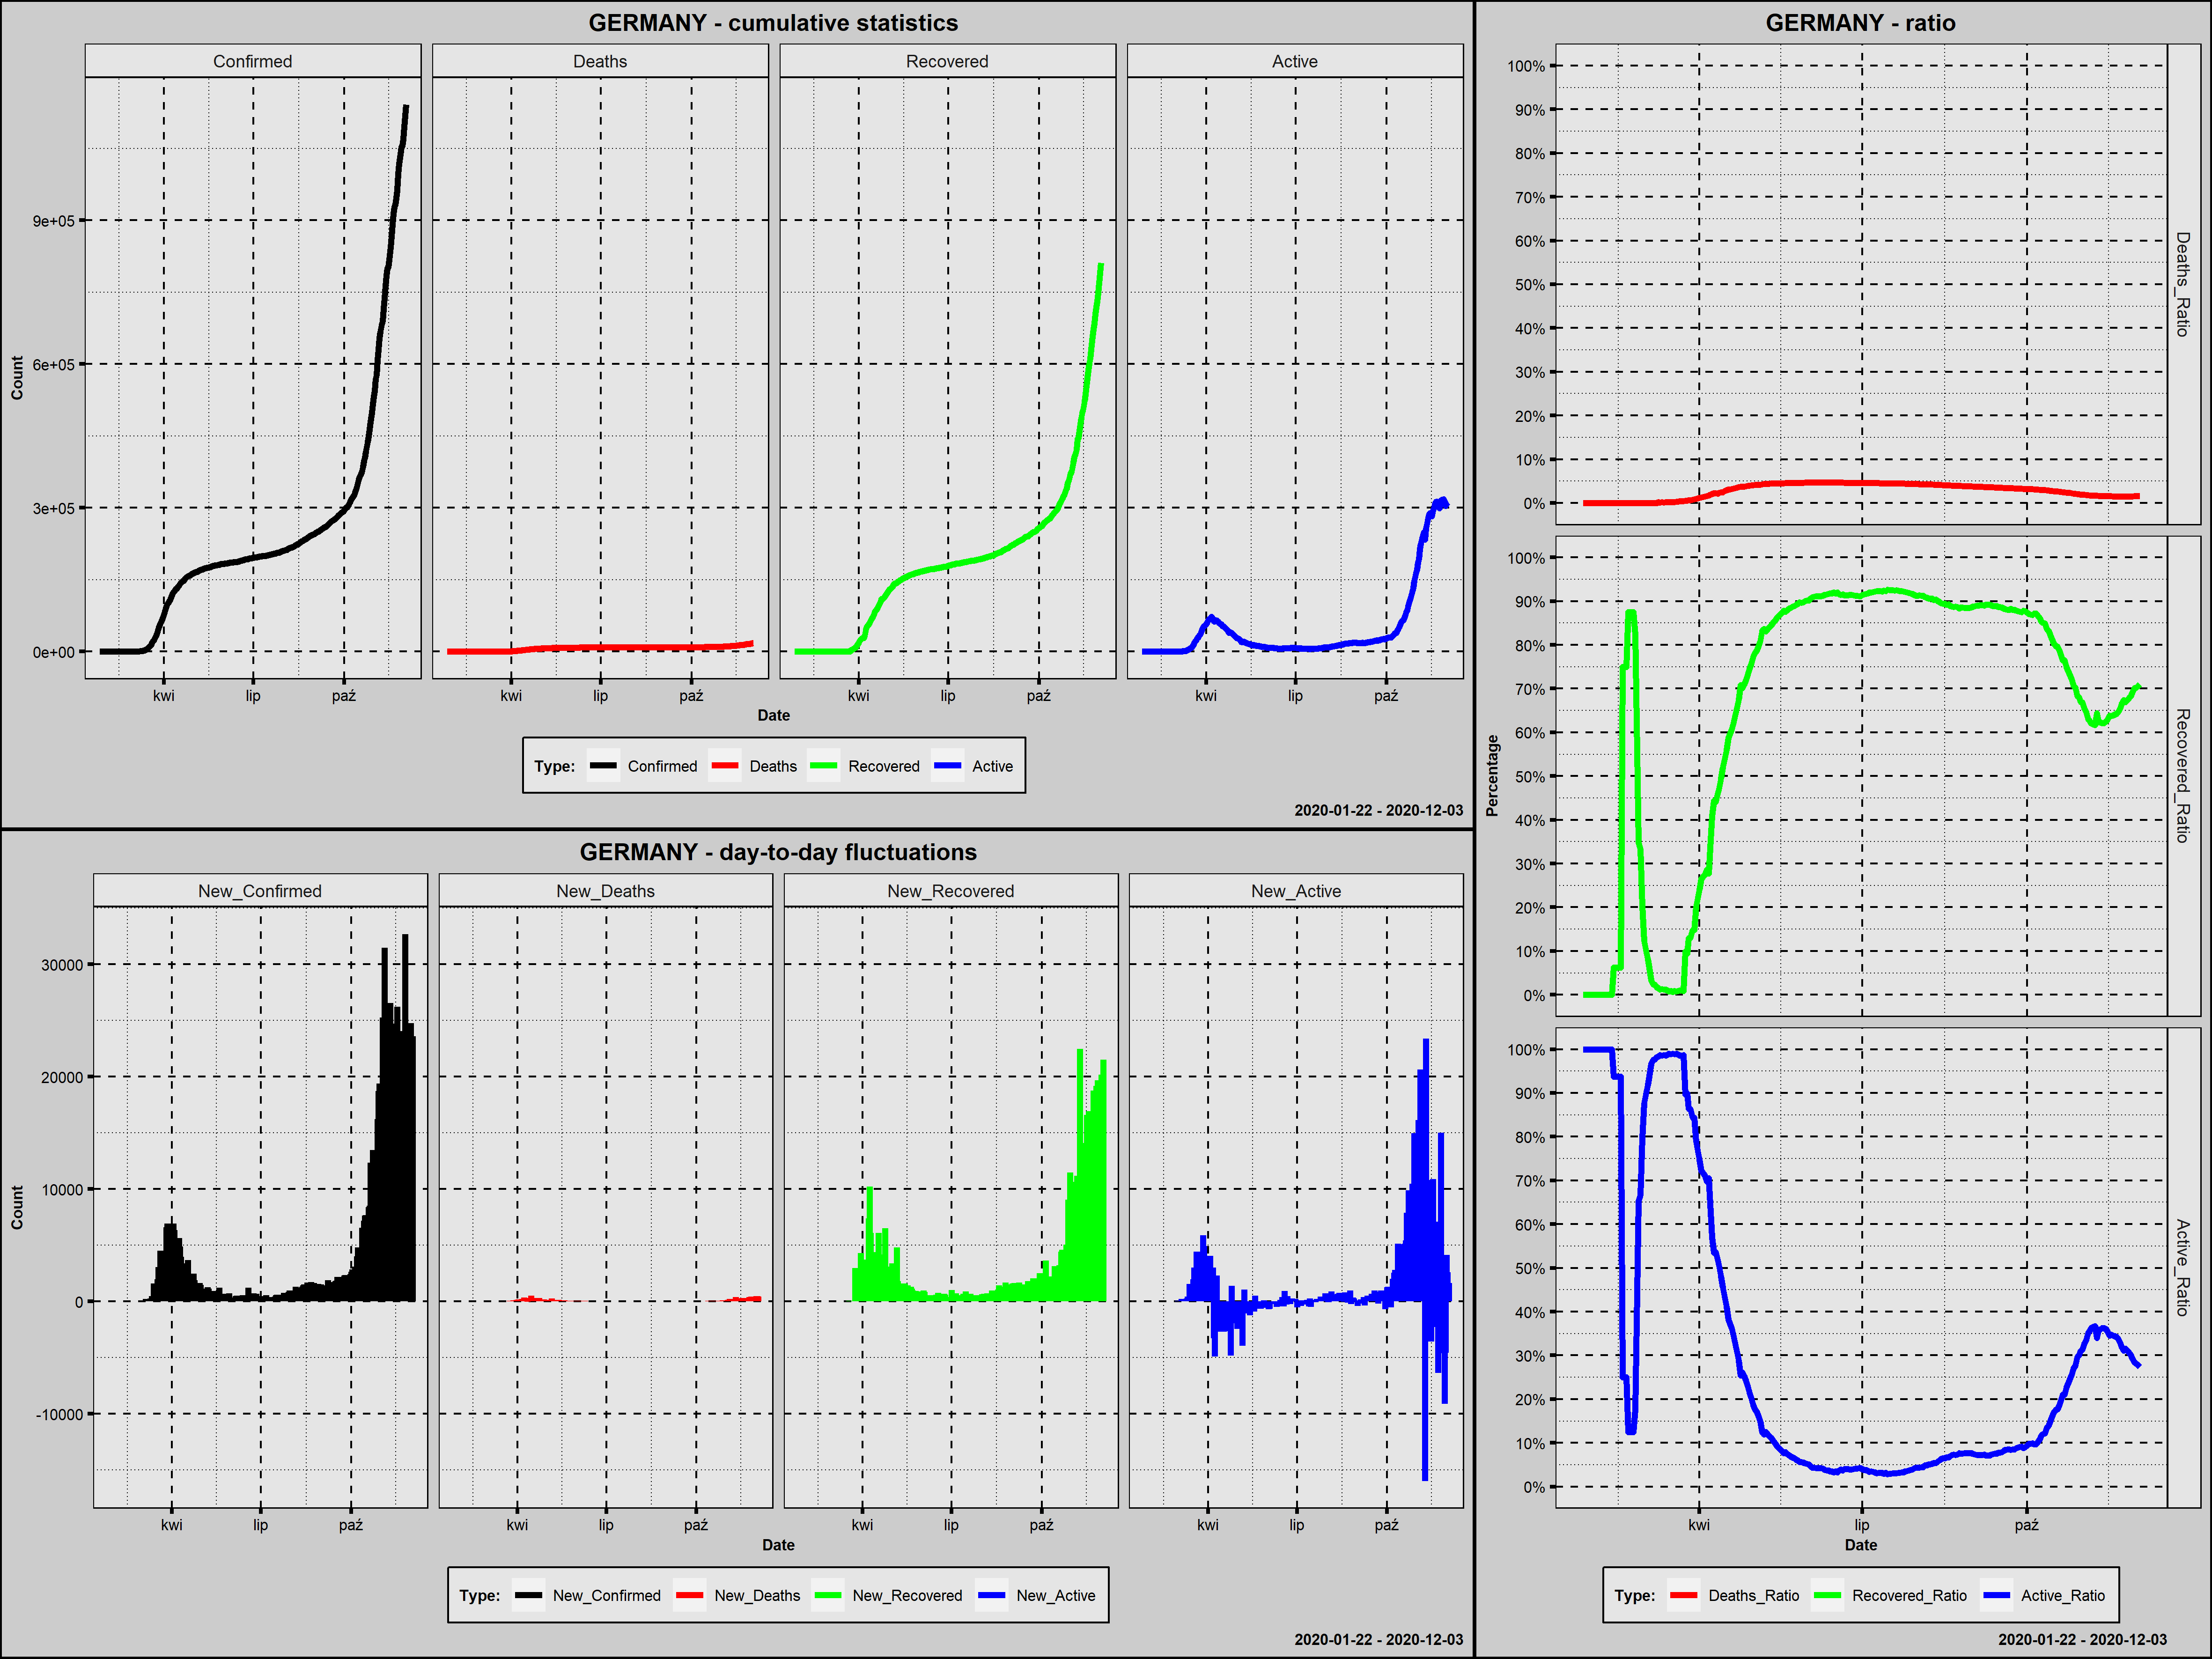 GERMANY - cumulative statistics
Confirmed Deaths Recovered Active
Count
9e+05
6e+05
3e+05
0e+00
kwi lip paź kwi lip paź kwi lip paź kwi lip paź
Date
Type: Confirmed Deaths Recovered Active
2020-01-22 - 2020-12-03
GERMANY - day-to-day fluctuations
New_Confirmed New_Deaths New_Recovered New_Active
Count
30000
20000
10000
0
-10000
kwi lip paź kwi lip paź kwi lip paź kwi lip paź
Date
Type: New_Confirmed New_Deaths New_Recovered New_Active
2020-01-22 - 2020-12-03
GERMANY - ratio
Percentage
100%
90%
80%
70%
60%
50%
40%
30%
20%
10%
0%
Deaths_Ratio
100%
90%
80%
70%
60%
50%
40%
30%
20%
10%
0%
Recovered_Ratio
100%
90%
80%
70%
60%
50%
40%
30%
20%
10%
0%
Active_Ratio
kwi lip paź
Date
Type: Deaths_Ratio Recovered_Ratio Active_Ratio
2020-01-22 - 2020-12-03